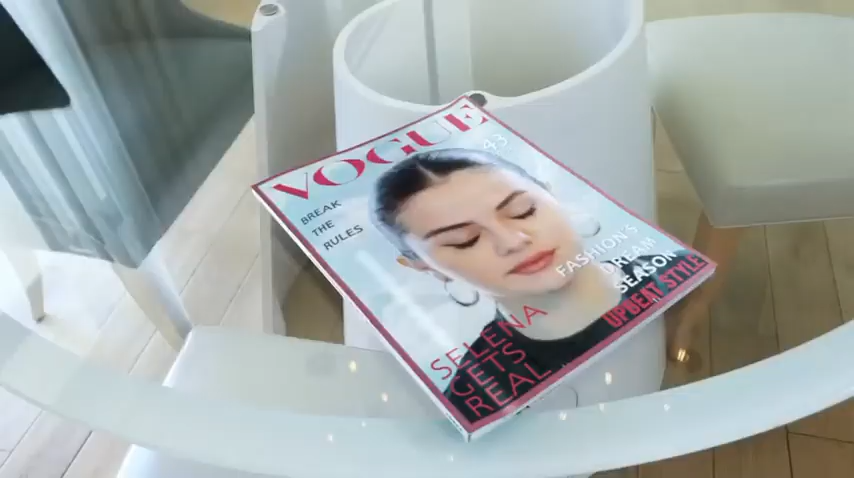 VOGUE
43
BREAK
THE
RULES
FASHION'S
DREAM
SEASON
UPBEAT STYLE
SELENA
GETS
REAL...